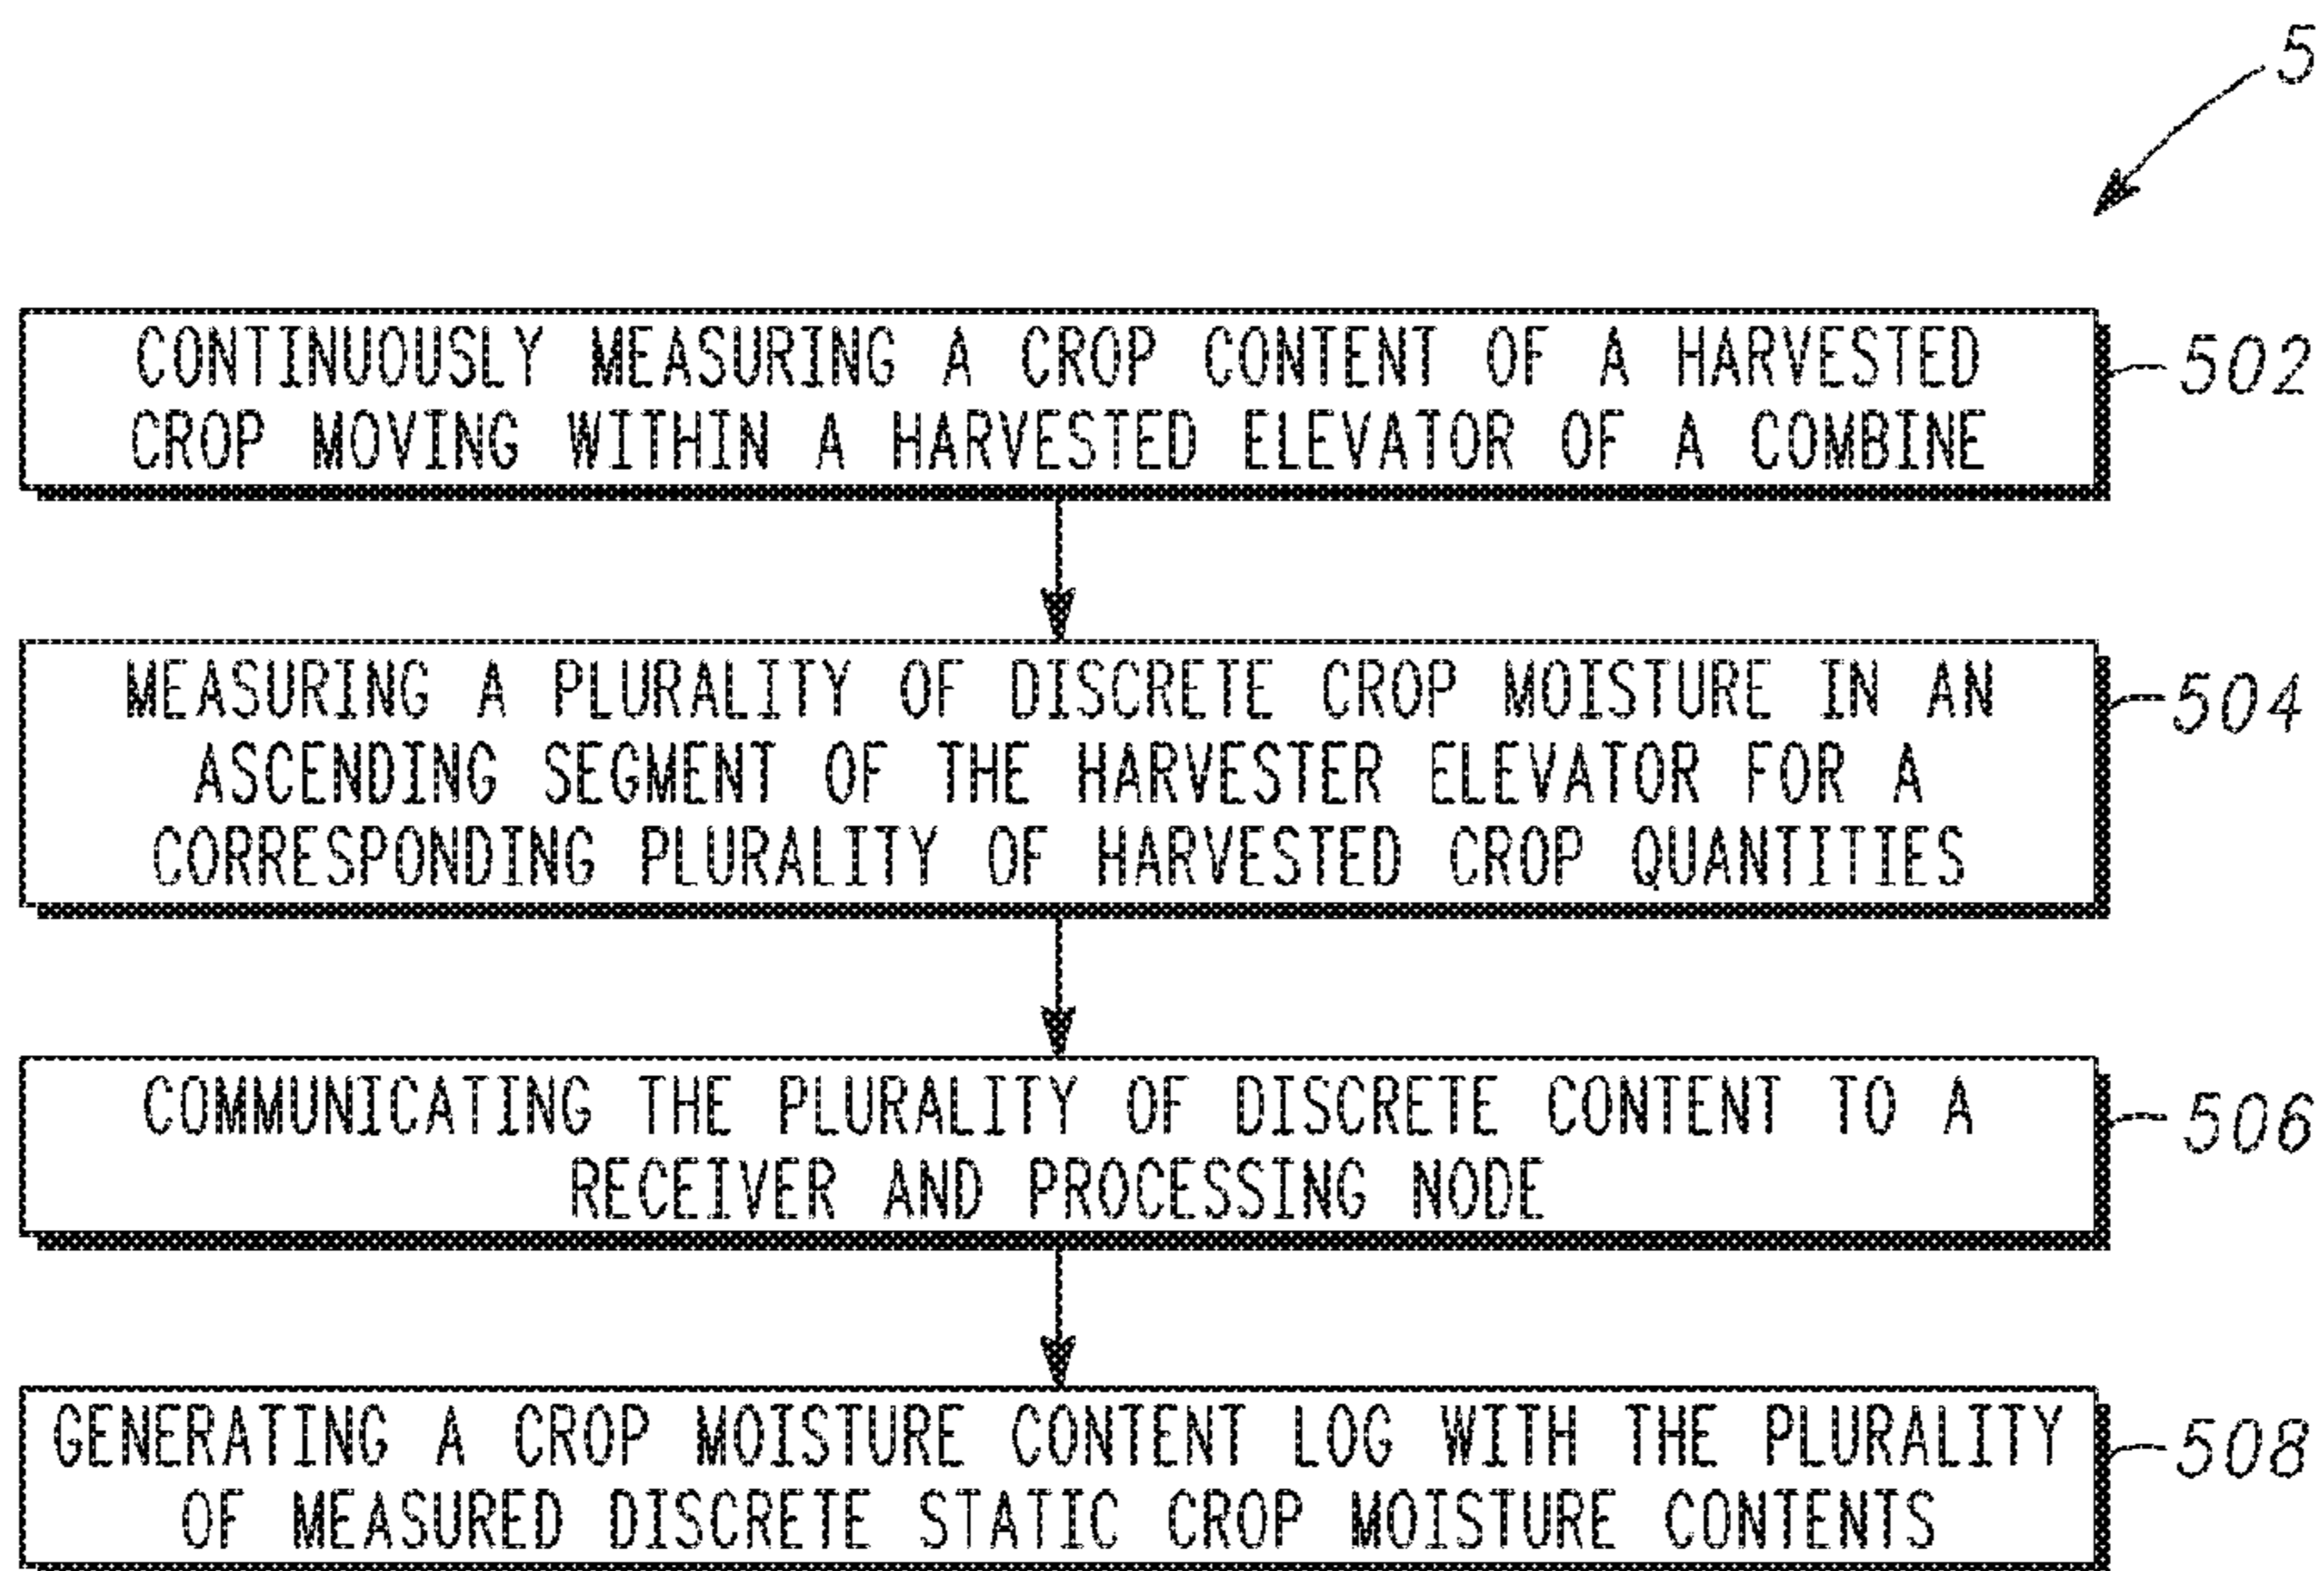 5
CONTINUOUSLY MEASURING A CROP CONTENT OF A HARVESTED
CROP MOVING WITHIN A HARVESTED ELEVATOR OF A COMBINE
502
MEASURING A PLURALITY OF DISCRETE CROP MOISTURE IN AN
ASCENDING SEGMENT OF THE HARVESTER ELEVATOR FOR A
CORRESPONDING PLURALITY OF HARVESTED CROP QUANTITIES
504
COMMUNICATING THE PLURALITY OF DISCRETE CONTENT TO A
RECEIVER AND PROCESSING NODE
506
GENERATING A CROP MOISTURE CONTENT LOG WITH THE PLURALITY
OF MEASURED DISCRETE STATIC CROP MOISTURE CONTENTS
508